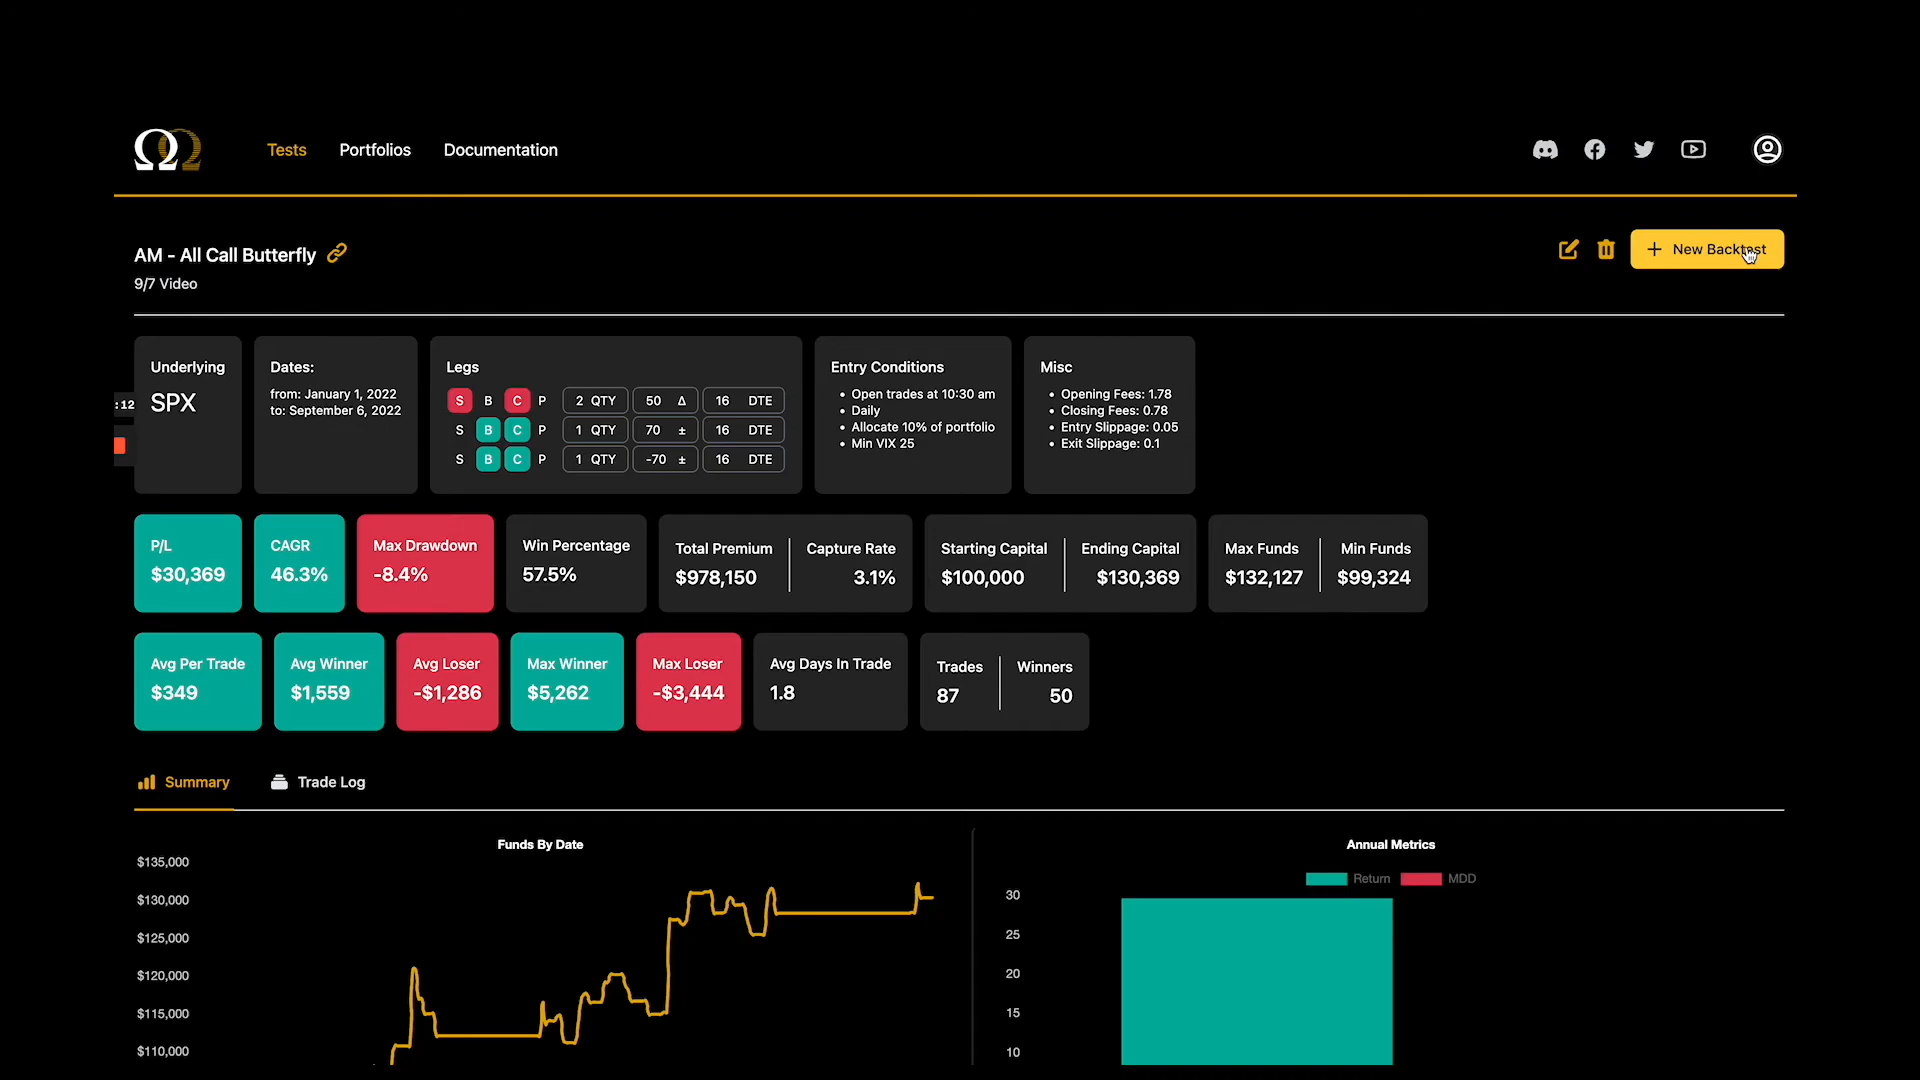 Tests
Portfolios
Documentation
AM - All Call Butterfly
9/7 Video
+ New Backtest
Underlying
SPX
Dates:
from: January 1, 2022
to: September 6, 2022
Legs
S B C P 2 QTY 50 Δ 16 DTE
S B C P 1 QTY 70 ± 16 DTE
S B C P 1 QTY -70 ± 16 DTE
Entry Conditions
• Open trades at 10:30 am
• Daily
• Allocate 10% of portfolio
• Min VIX 25
Misc
• Opening Fees: 1.78
• Closing Fees: 0.78
• Entry Slippage: 0.05
• Exit Slippage: 0.1
:12
P/L
$30,369
CAGR
46.3%
Max Drawdown
-8.4%
Win Percentage
57.5%
Total Premium
$978,150
Capture Rate
3.1%
Starting Capital
$100,000
Ending Capital
$130,369
Max Funds
$132,127
Min Funds
$99,324
Avg Per Trade
$349
Avg Winner
$1,559
Avg Loser
-$1,286
Max Winner
$5,262
Max Loser
-$3,444
Avg Days In Trade
1.8
Trades
87
Winners
50
Summary
Trade Log
Funds By Date
$135,000
$130,000
$125,000
$120,000
$115,000
$110,000
Annual Metrics
Return
MDD
30
25
20
15
10